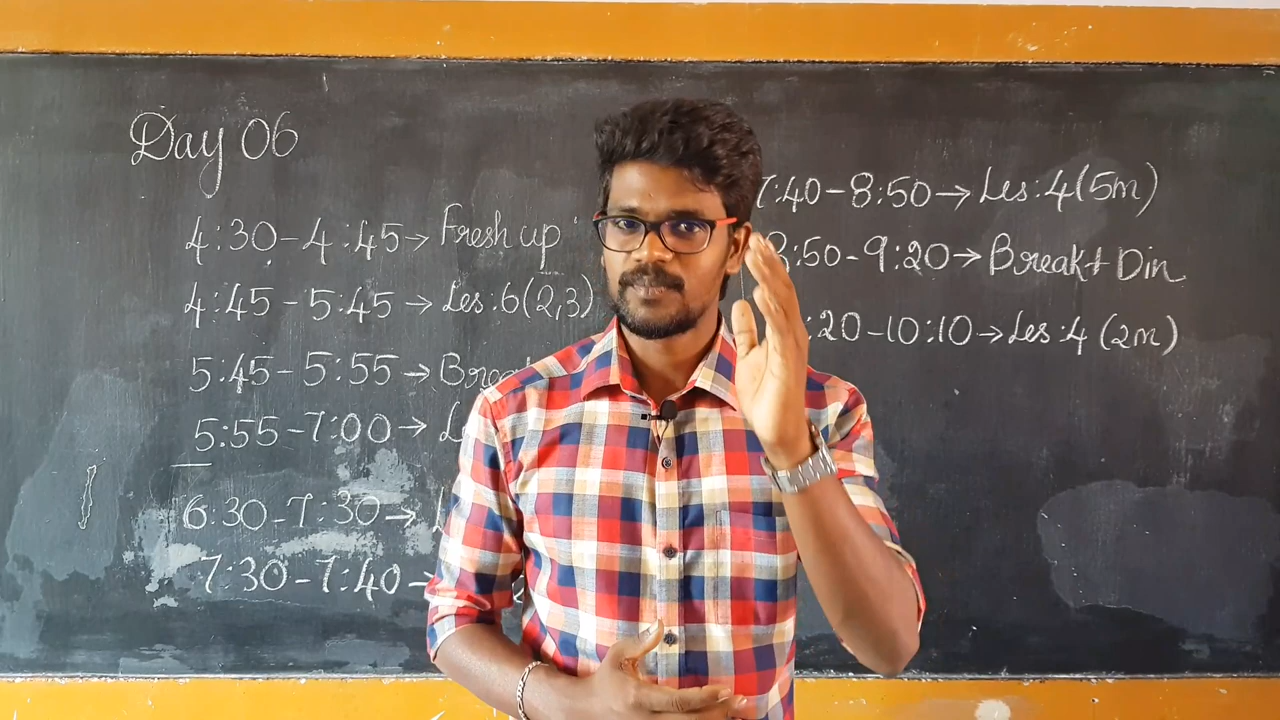 Day 06
4:30-4:45→ Fresh up
4:45-5:45→ Les:6(2,3)
5:45-5:55→
5:55-7:00→
6:30-7:30→
7:30-7:40-
7:40-8:50→Les:4(5m)
8:50-9:20→Break+Din
:20-10:10→Les:4 (2m)